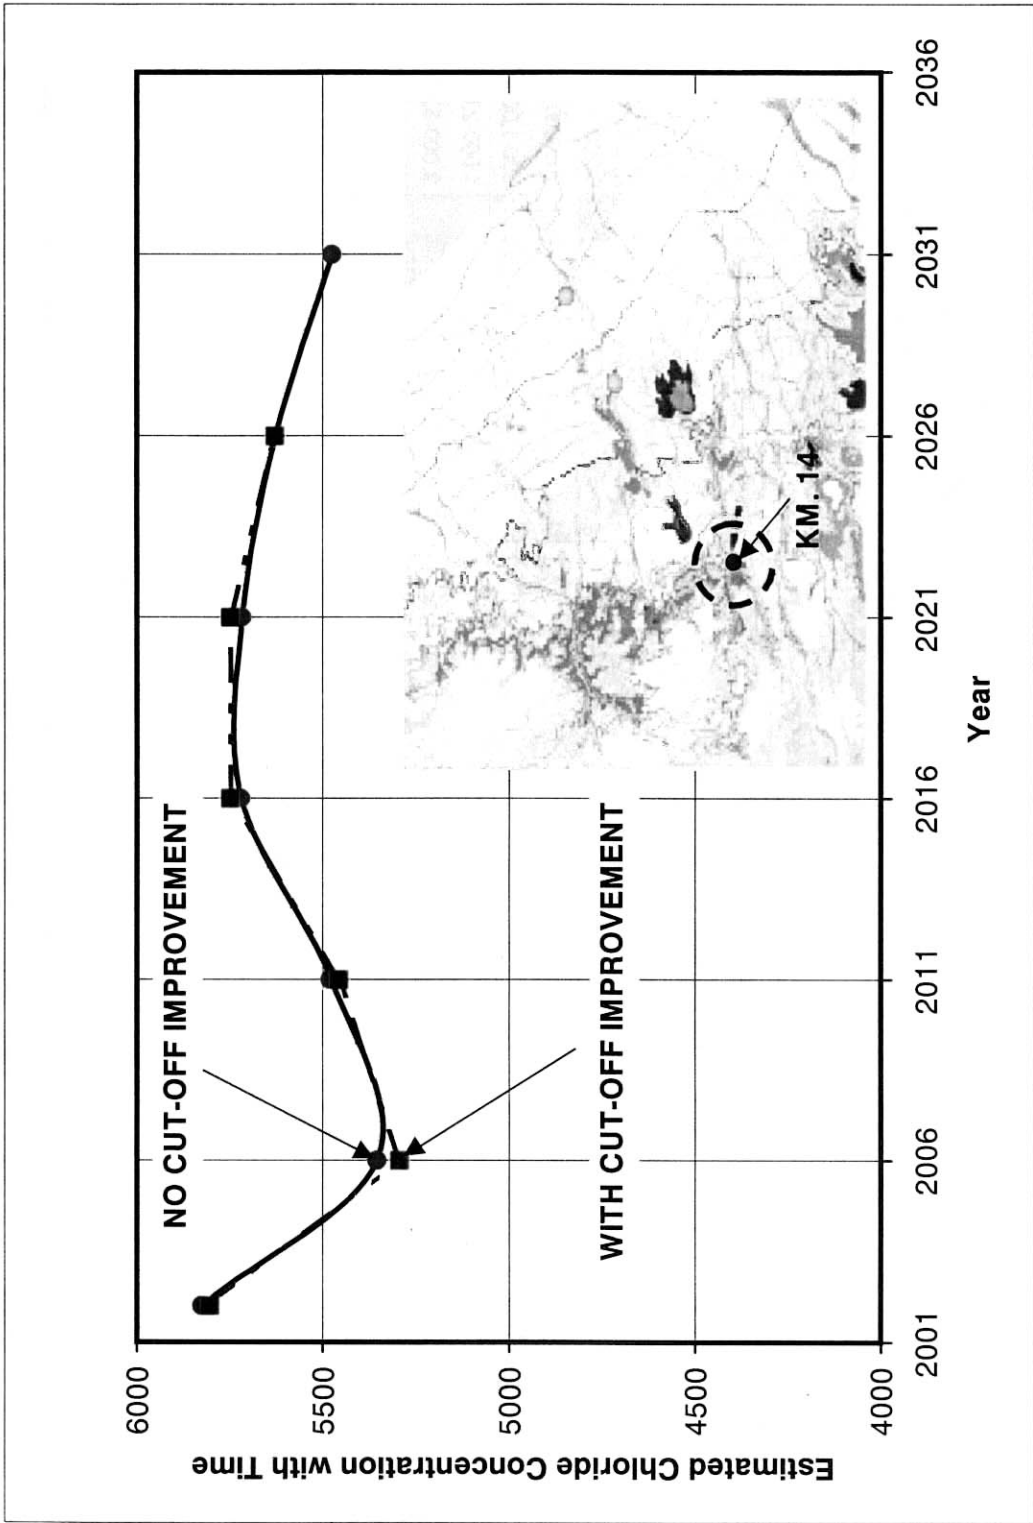 Estimated Chloride Concentration with Time
6000
5500
5000
4500
4000
NO CUT-OFF IMPROVEMENT
WITH CUT-OFF IMPROVEMENT
KM. 14
2001
2006
2011
2016
2021
2026
2031
2036
Year